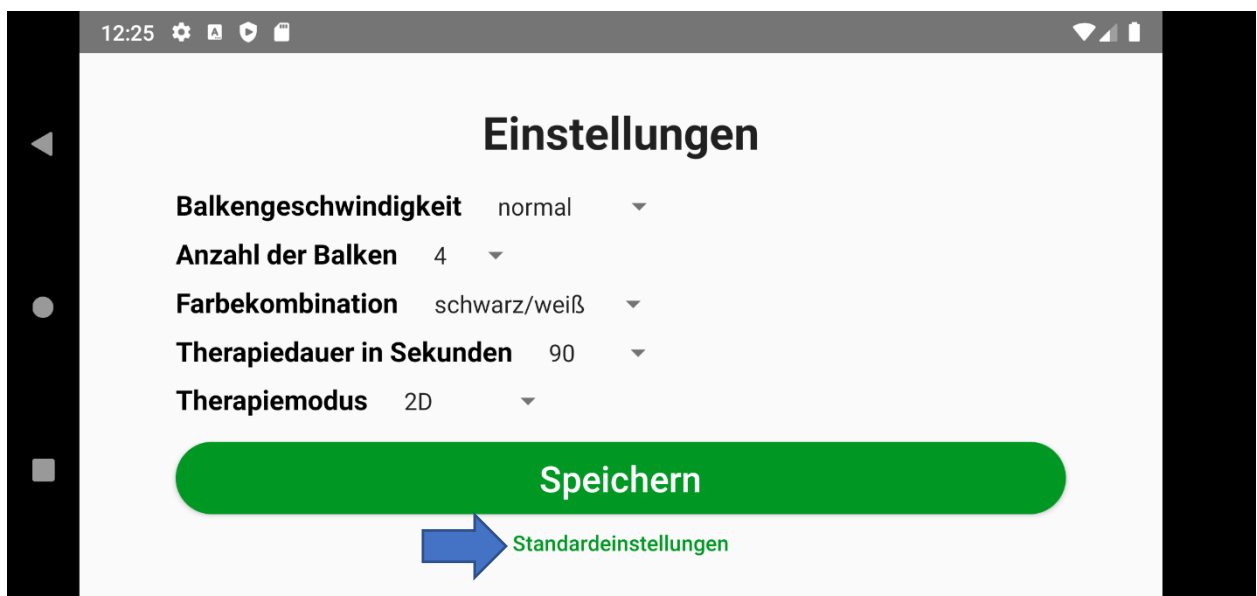 12:25
Einstellungen
Balkengeschwindigkeit normal
Anzahl der Balken 4
Farbekombination schwarz/weiß
Therapiedauer in Sekunden 90
Therapiemodus 2D
Speichern
Standardeinstellungen